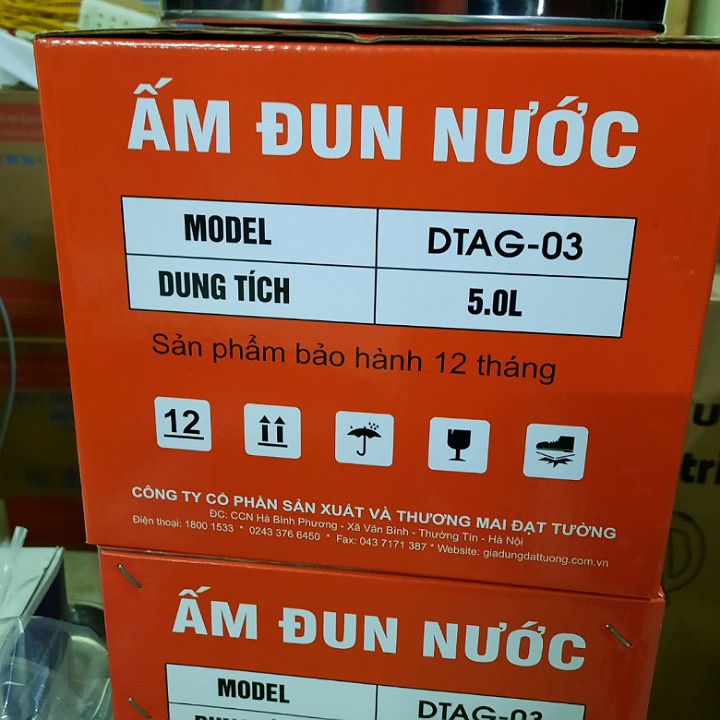 ẤM ĐUN NƯỚC
MODEL DTAG-03
DUNG TÍCH 5.0L
Sản phẩm bảo hành 12 tháng
12
CÔNG TY CỔ PHẦN SẢN XUẤT VÀ THƯƠNG MẠI ĐẠT TƯỜNG
ĐC: CCN Hà Bình Phương - Xã Văn Bình - Thường Tín - Hà Nội
Điện thoại: 1800 1533 * 0243 376 6450 * Fax: 043 7171 387 * Website: giadungdattuong.com.vn
ẤM ĐUN NƯỚC
MODEL DTAG-03